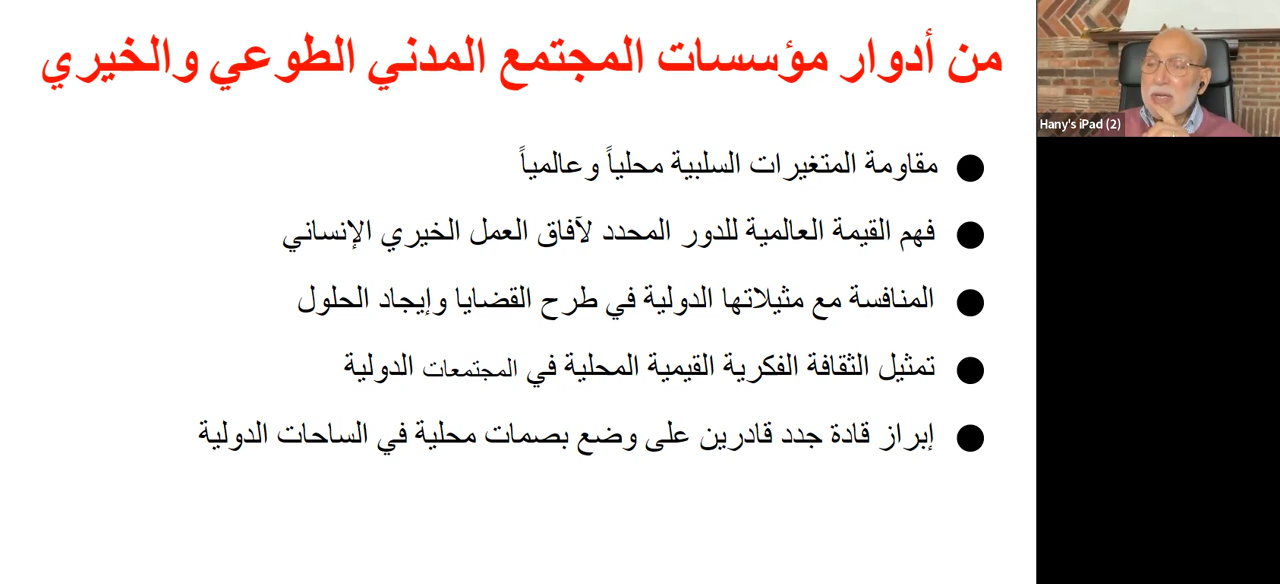 من أدوار مؤسسات المجتمع المدني الطوعي والخيري
Hany's iPad (2)
● مقاومة المتغيرات السلبية محلياً وعالمياً
● فهم القيمة العالمية للدور المحدد لآفاق العمل الخيري الإنساني
● المنافسة مع مثيلاتها الدولية في طرح القضايا وإيجاد الحلول
● تمثيل الثقافة الفكرية القيمية المحلية في المجتمعات الدولية
● إبراز قادة جدد قادرين على وضع بصمات محلية في الساحات الدولية